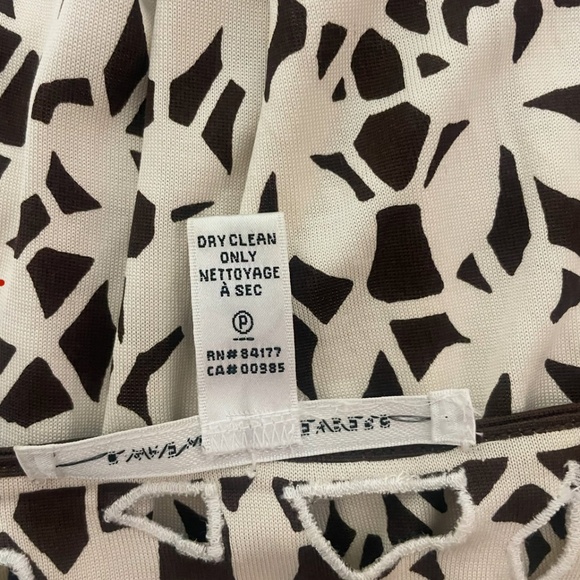 DRY CLEAN
ONLY
NETTOYAGE
À SEC
P
RN# 84177
CA# 00985